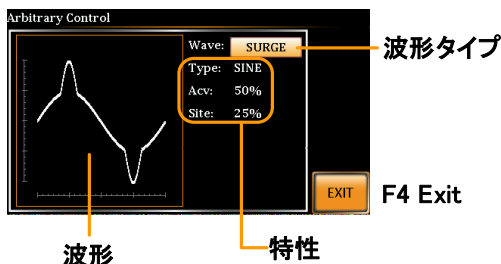 Arbitrary Control
Wave: SURGE
波形タイプ
Type: SINE
Acv: 50%
Site: 25%
EXIT
F4 Exit
波形
特性